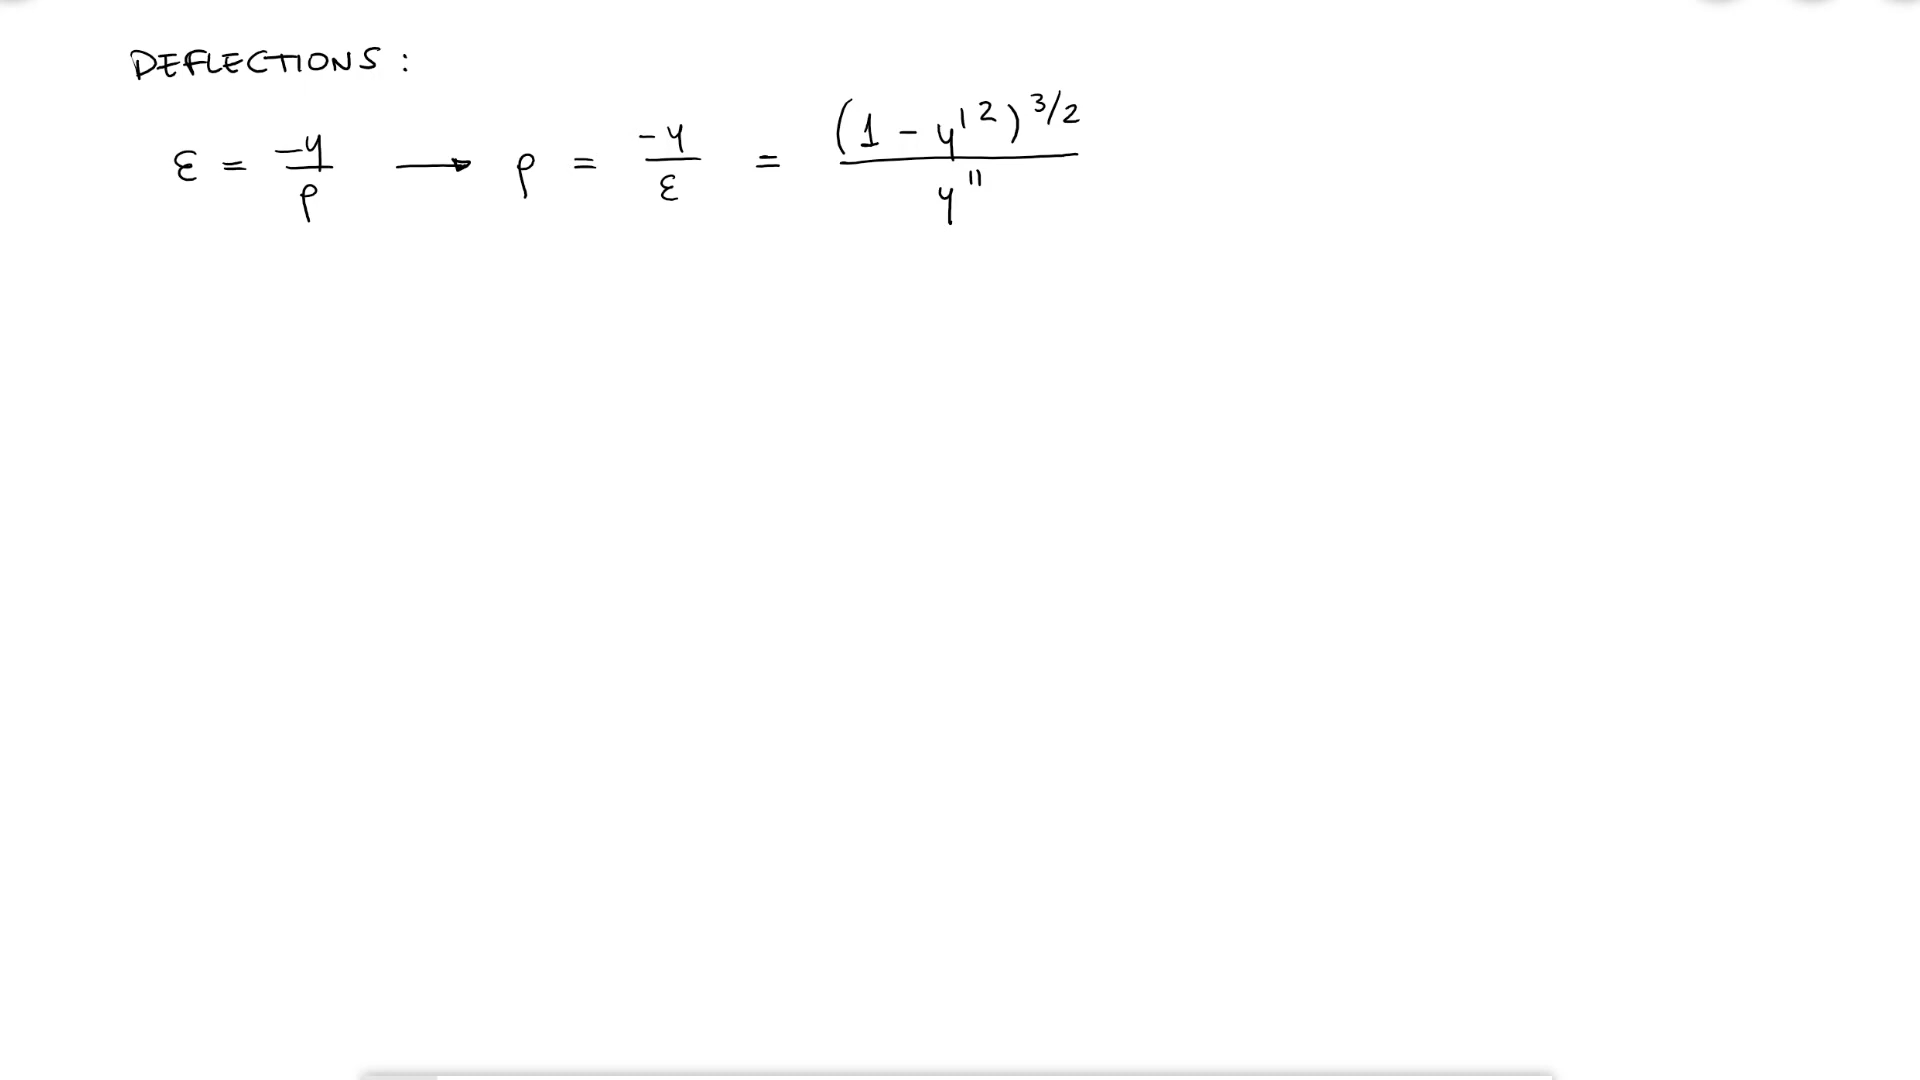 DEFLECTIONS :
ε = -y/ρ → ρ = -y/ε = (1 - y'²)^3/2 / y''